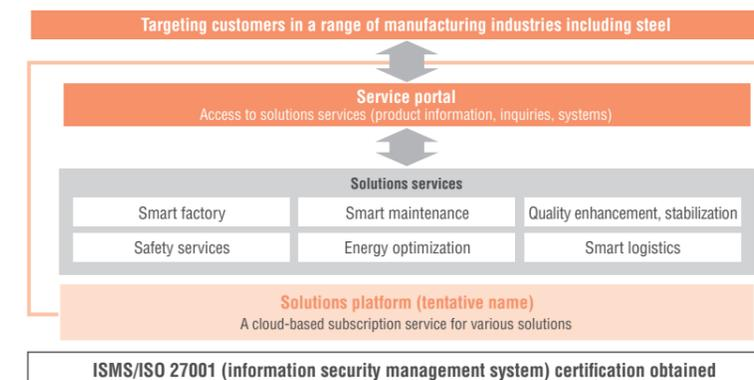 Targeting customers in a range of manufacturing industries including steel
Service portal
Access to solutions services (product information, inquiries, systems)
Solutions services
Smart factory
Smart maintenance
Quality enhancement, stabilization
Safety services
Energy optimization
Smart logistics
Solutions platform (tentative name)
A cloud-based subscription service for various solutions
ISMS/ISO 27001 (information security management system) certification obtained